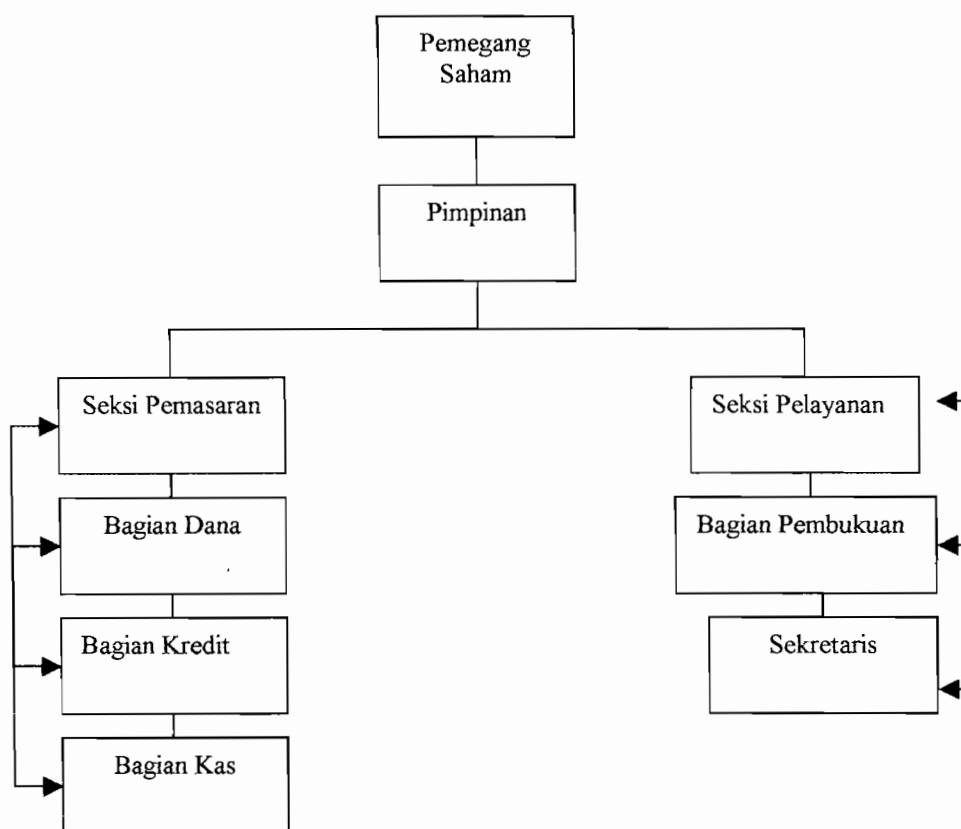 Pemegang
Saham
Pimpinan
Seksi Pemasaran
Seksi Pelayanan
Bagian Dana
Bagian Pembukuan
Bagian Kredit
Sekretaris
Bagian Kas